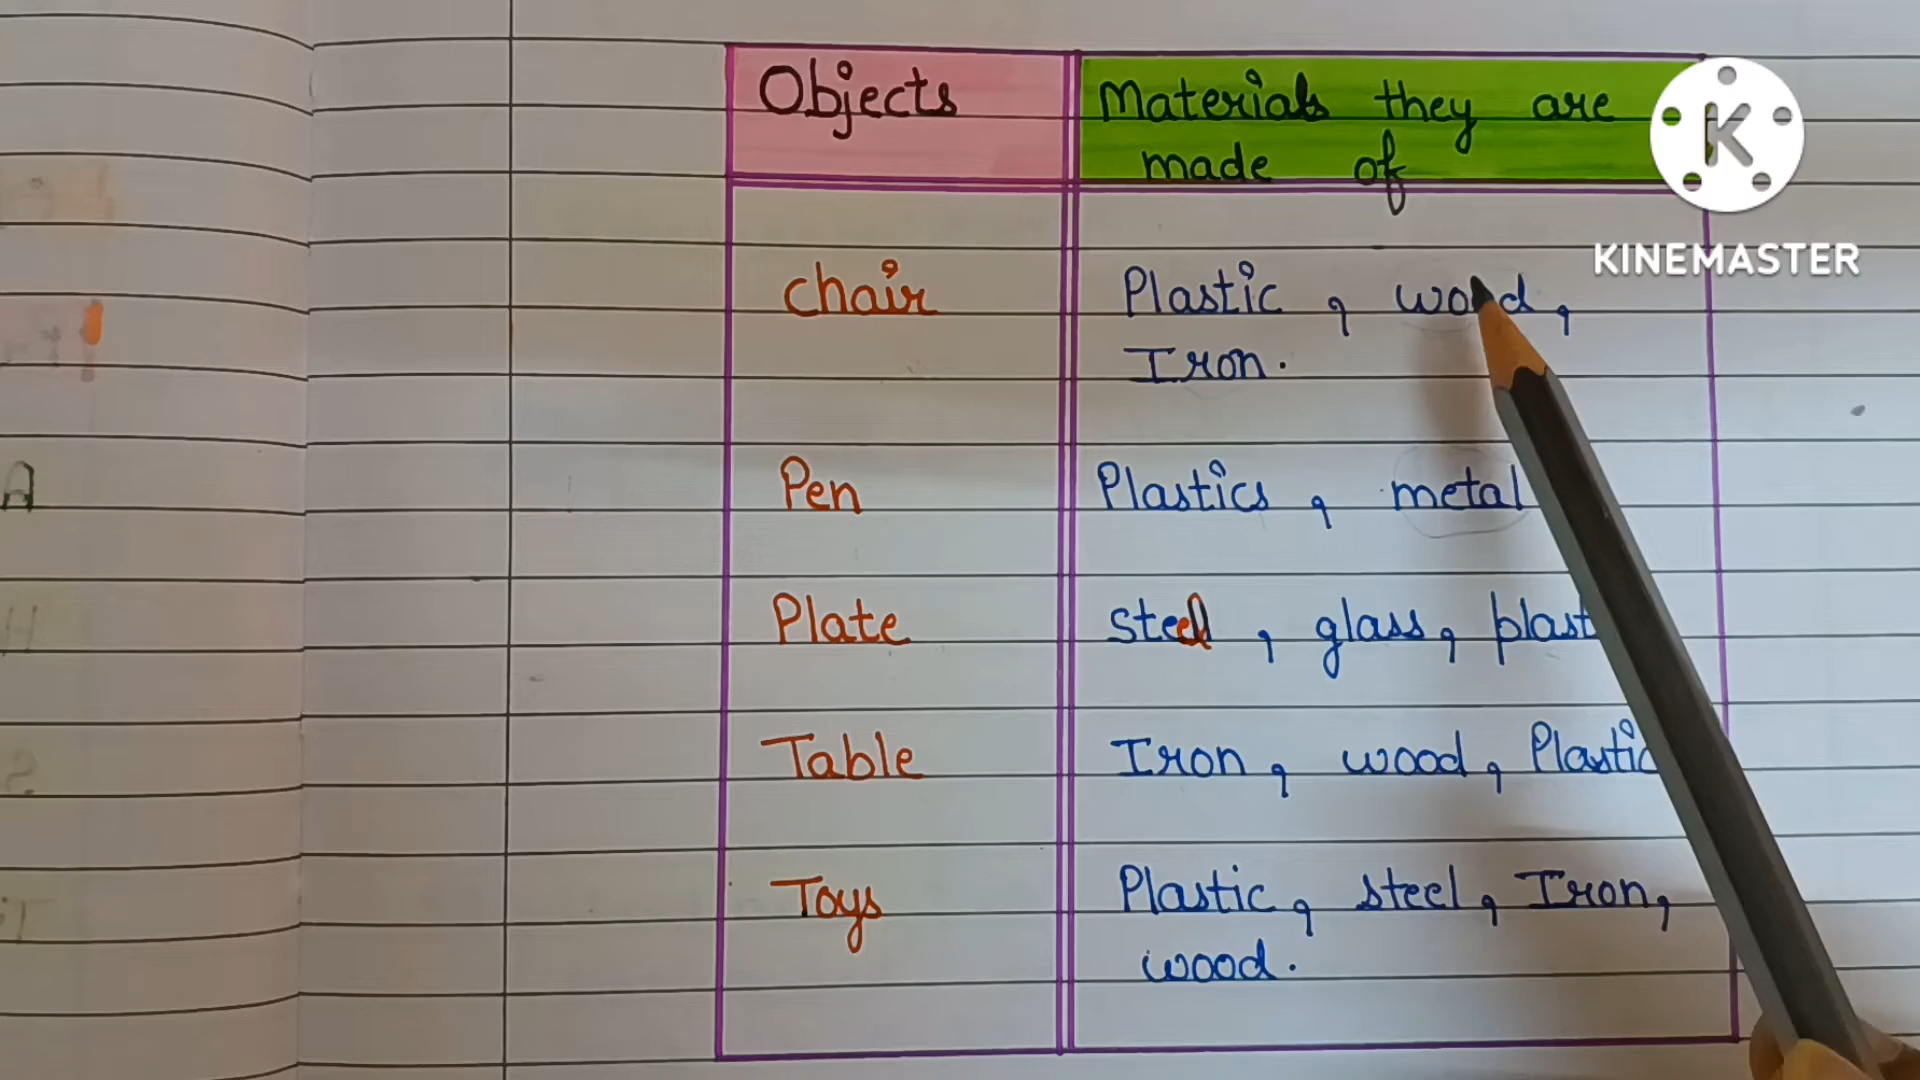 Objects
Materials they are
made of
KINEMASTER
chair
Plastic, wood,
Iron.
Pen
Plastics, metal
Plate
steel, glass,
Table
Iron, wood, Plastic
Toys
Plastic, steel, Iron,
wood.
A